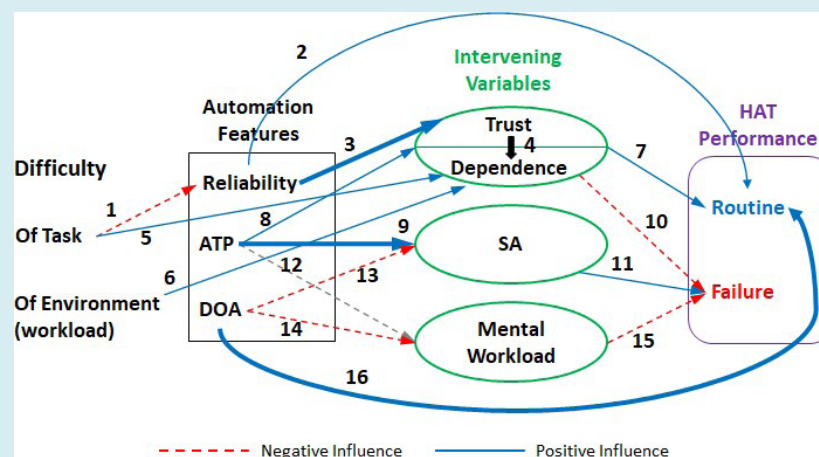 2
Intervening
Variables
Automation
Features
HAT
Performance
Difficulty
Trust
4
Dependence
3
7
Reliability
1
8
Routine
Of Task
5
ATP
9
SA
10
6
12
13
11
Of Environment
(workload)
DOA
Failure
14
Mental
Workload
15
16
Negative Influence
Positive Influence